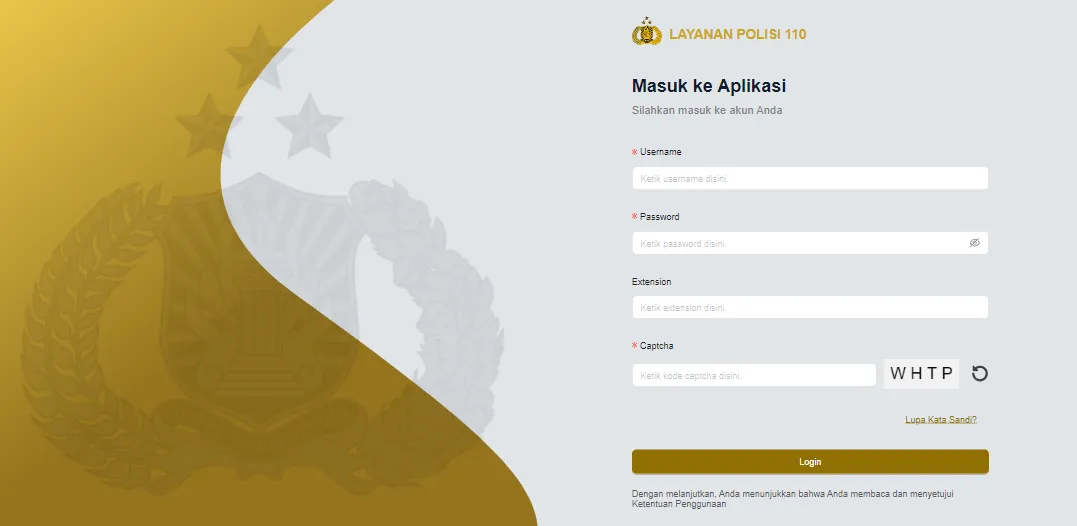 LAYANAN POLISI 110
Masuk ke Aplikasi
Silahkan masuk ke akun Anda
* Username
Ketik username disini.
* Password
Ketik password disini.
Extension
Ketik extension disini.
* Captcha
Ketik kode captcha disini.
W H T P
Lupa Kata Sandi?
Login
Dengan melanjutkan, Anda menunjukkan bahwa Anda membaca dan menyetujui
Ketentuan Penggunaan